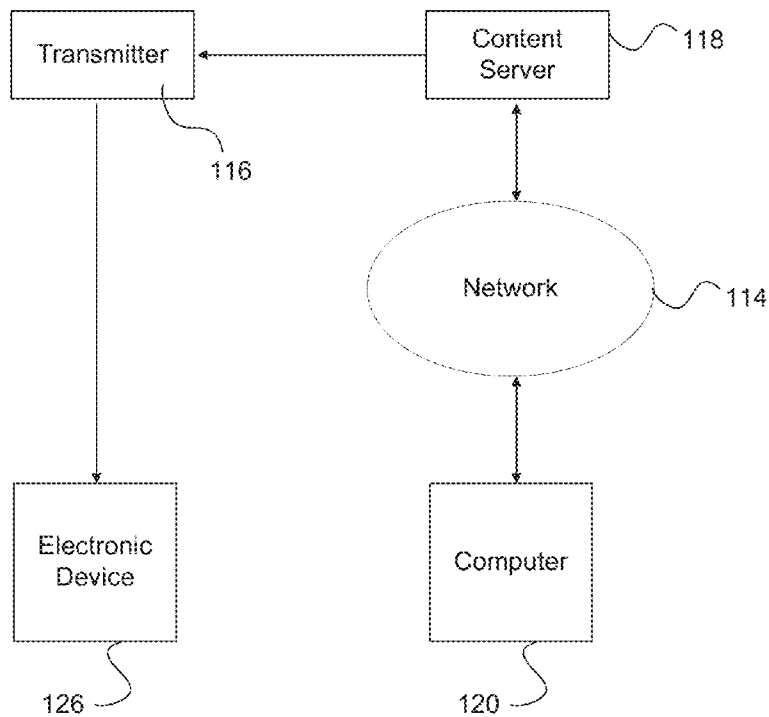 Transmitter
Content
Server
118
116
Network
114
Electronic
Device
Computer
126
120